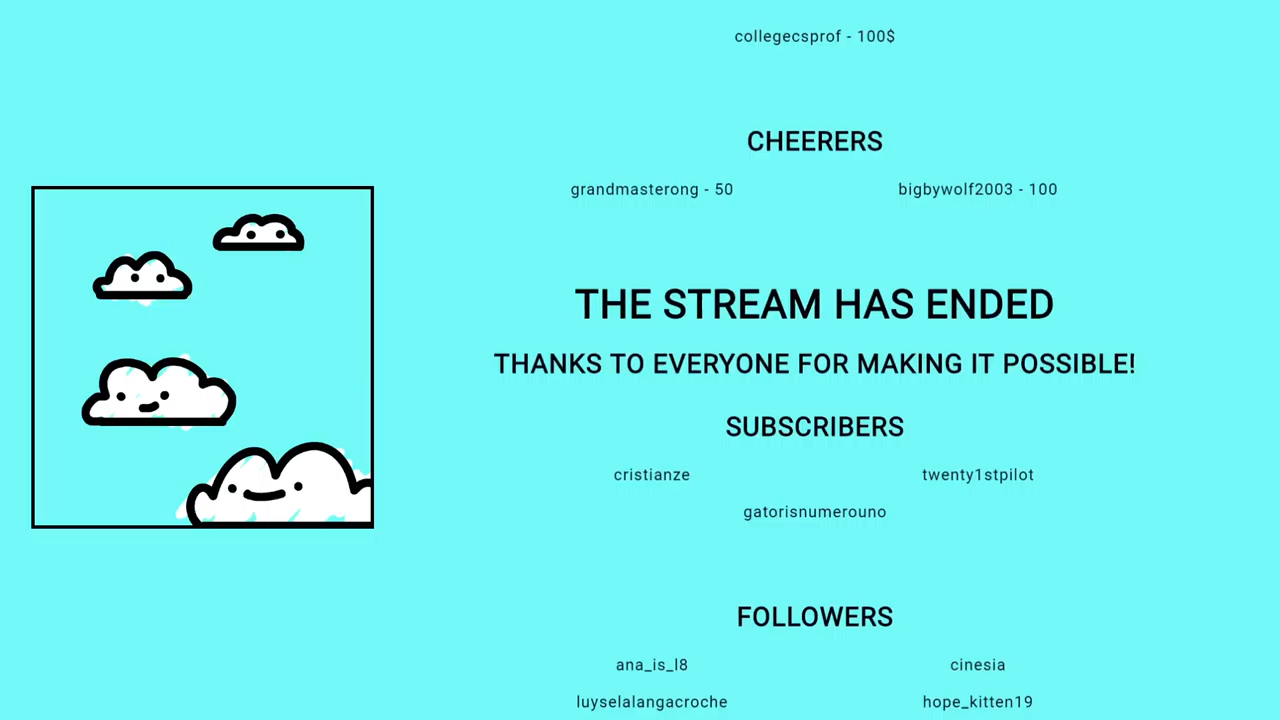 collegecsprof - 100$
CHEERERS
grandmasterong - 50 bigbywolf2003 - 100
THE STREAM HAS ENDED
THANKS TO EVERYONE FOR MAKING IT POSSIBLE!
SUBSCRIBERS
cristianze twenty1stpilot
gatorisnumerouno
FOLLOWERS
ana_is_l8 cinesia
luyselalangacroche hope_kitten19